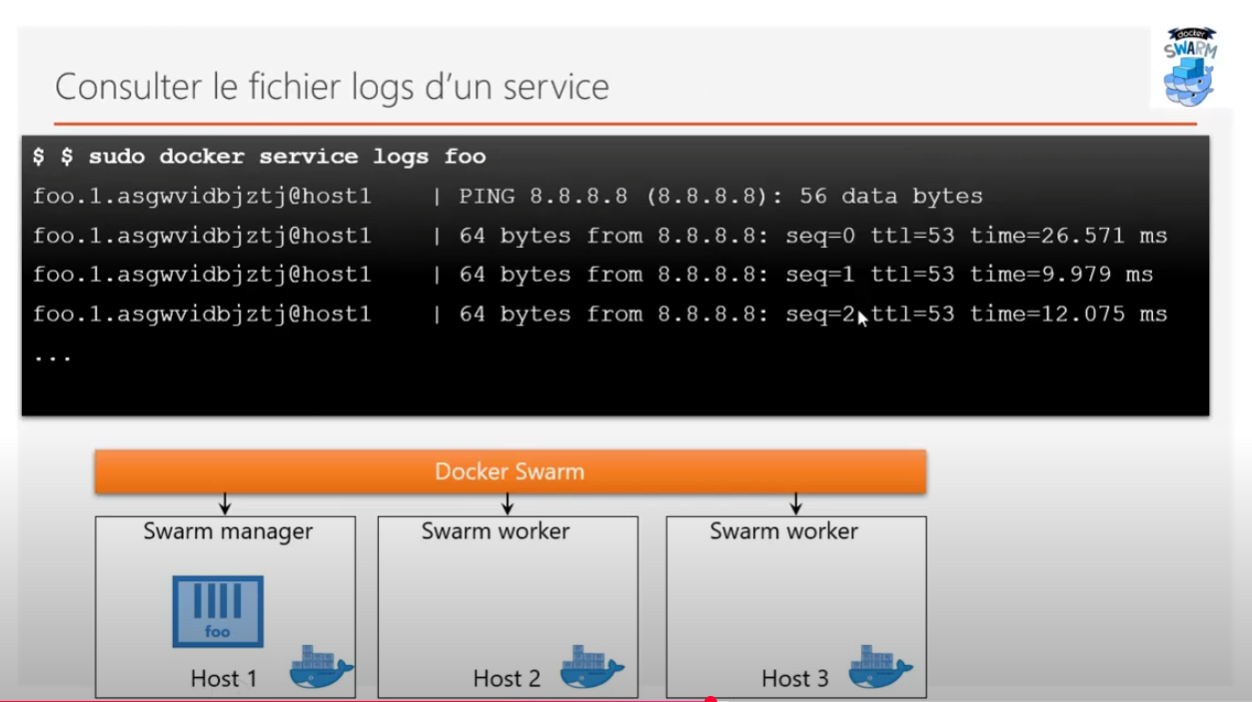 docker
SWARM
Consulter le fichier logs d'un service
$ $ sudo docker service logs foo
foo.1.asgwvidbjztj@host1 | PING 8.8.8.8 (8.8.8.8): 56 data bytes
foo.1.asgwvidbjztj@host1 | 64 bytes from 8.8.8.8: seq=0 ttl=53 time=26.571 ms
foo.1.asgwvidbjztj@host1 | 64 bytes from 8.8.8.8: seq=1 ttl=53 time=9.979 ms
foo.1.asgwvidbjztj@host1 | 64 bytes from 8.8.8.8: seq=2 ttl=53 time=12.075 ms
...
Docker Swarm
Swarm manager Swarm worker Swarm worker
foo
Host 1 Host 2 Host 3